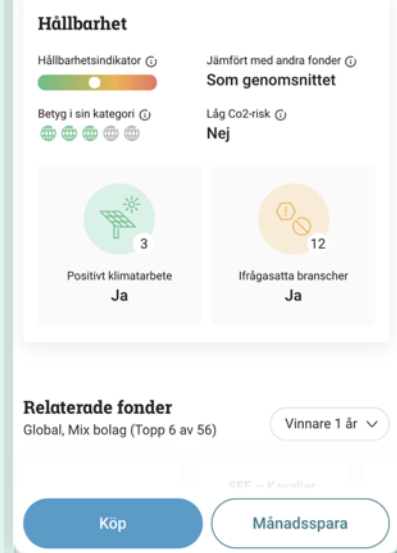 Hållbarhet
Hållbarhetsindikator
Jämfört med andra fonder
Som genomsnittet
Betyg i sin kategori
Låg Co2-risk
Nej
3
Positivt klimatarbete
Ja
12
Ifrågasatta branscher
Ja
Relaterade fonder
Global, Mix bolag (Topp 6 av 56)
Vinnare 1 år
Köp
Månadsspara